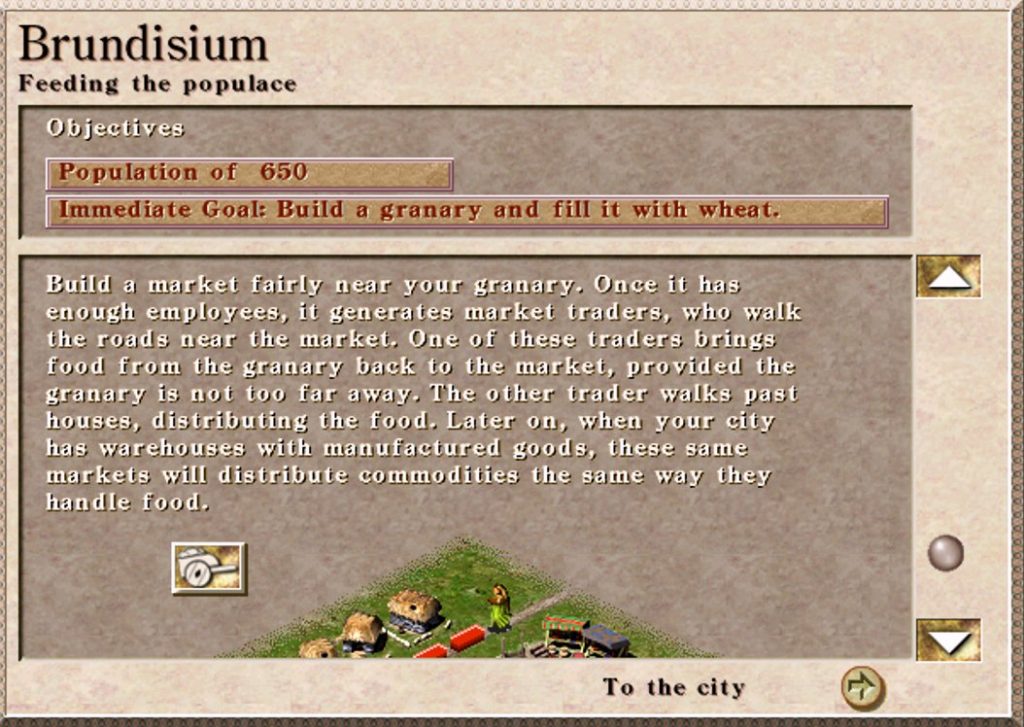 Brundisium
Feeding the populace
Objectives
Population of 650
Immediate Goal: Build a granary and fill it with wheat.
Build a market fairly near your granary. Once it has
enough employees, it generates market traders, who walk
the roads near the market. One of these traders brings
food from the granary back to the market, provided the
granary is not too far away. The other trader walks past
houses, distributing the food. Later on, when your city
has warehouses with manufactured goods, these same
markets will distribute commodities the same way they
handle food.
To the city